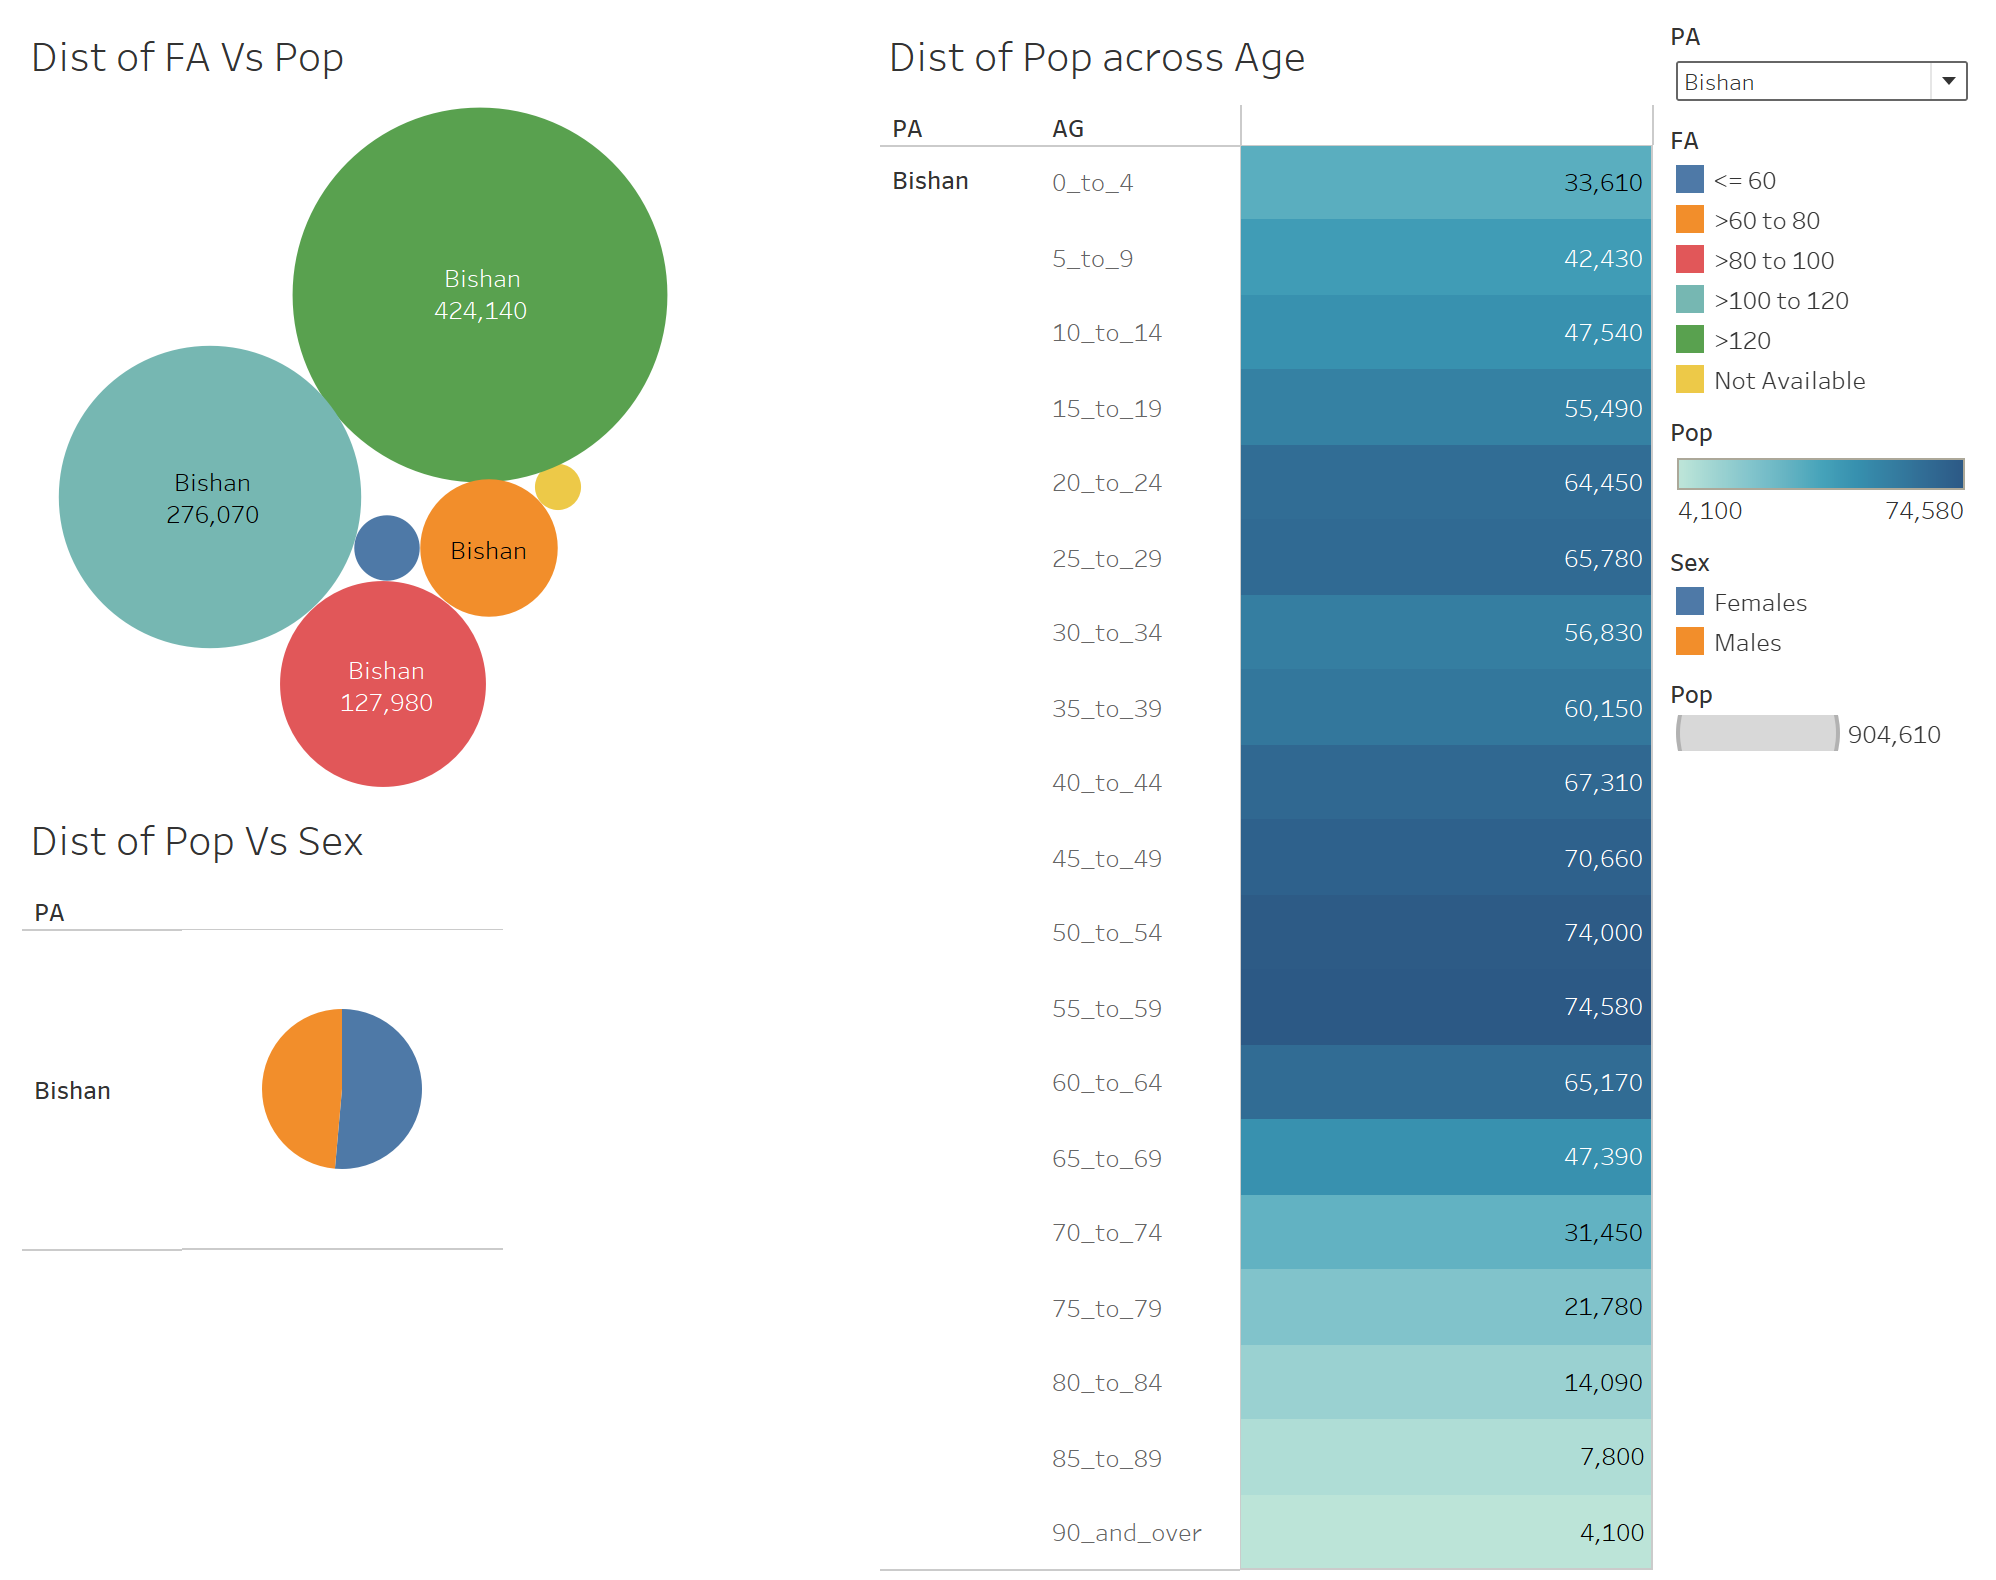 Dist of FA Vs Pop
Bishan
424,140
Bishan
276,070
Bishan
Bishan
127,980
Dist of Pop Vs Sex
PA
Bishan
Dist of Pop across Age
PA AG
Bishan 0_to_4 33,610
5_to_9 42,430
10_to_14 47,540
15_to_19 55,490
20_to_24 64,450
25_to_29 65,780
30_to_34 56,830
35_to_39 60,150
40_to_44 67,310
45_to_49 70,660
50_to_54 74,000
55_to_59 74,580
60_to_64 65,170
65_to_69 47,390
70_to_74 31,450
75_to_79 21,780
80_to_84 14,090
85_to_89 7,800
90_and_over 4,100
PA
Bishan
FA
<= 60
>60 to 80
>80 to 100
>100 to 120
>120
Not Available
Pop
4,100 74,580
Sex
Females
Males
Pop
904,610